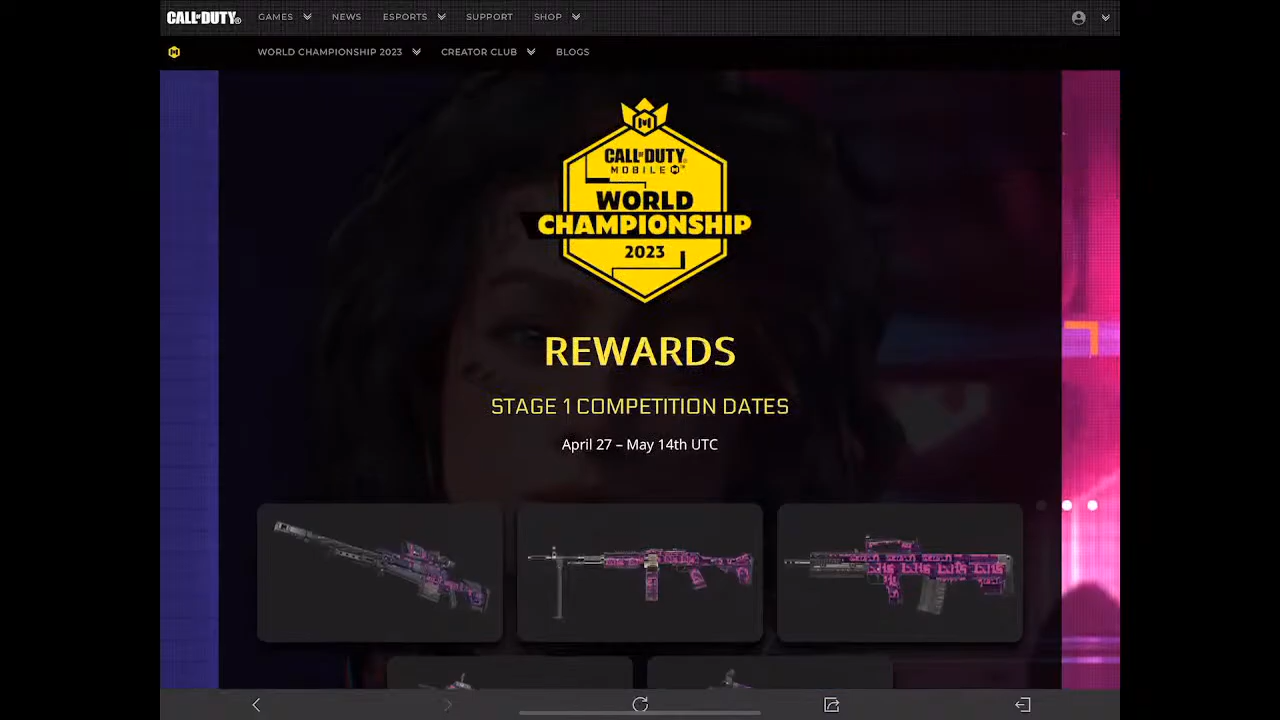 CALL OF DUTY® GAMES NEWS ESPORTS SUPPORT SHOP
WORLD CHAMPIONSHIP 2023 CREATOR CLUB BLOGS
CALL OF DUTY®
MOBILE
WORLD
CHAMPIONSHIP
2023
REWARDS
STAGE 1 COMPETITION DATES
April 27 – May 14th UTC